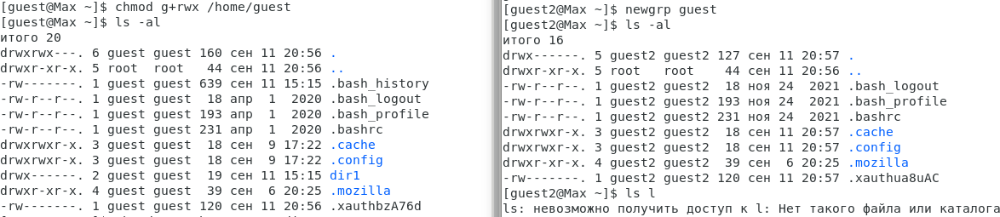 [guest@Max ~]$ chmod g+rwx /home/guest
[guest@Max ~]$ ls -al
итого 20
drwxrwx---. 6 guest guest 160 сен 11 20:56 .
drwxr-xr-x. 5 root  root   44 сен 11 20:56 ..
-rw-------. 1 guest guest 639 сен 11 15:15 .bash_history
-rw-r--r--. 1 guest guest  18 апр  1  2020 .bash_logout
-rw-r--r--. 1 guest guest 193 апр  1  2020 .bash_profile
-rw-r--r--. 1 guest guest 231 апр  1  2020 .bashrc
drwxrwxr-x. 3 guest guest  18 сен  9 17:22 .cache
drwxrwxr-x. 3 guest guest  18 сен  9 17:22 .config
drwx------. 2 guest guest  19 сен 11 15:15 dir1
drwxr-xr-x. 4 guest guest  39 сен  6 20:25 .mozilla
-rw-------. 1 guest guest 120 сен 11 20:56 .xauthbzA76d
[guest2@Max ~]$ newgrp guest
[guest2@Max ~]$ ls -al
итого 16
drwx------. 5 guest2 guest2 127 сен 11 20:57 .
drwxr-xr-x. 5 root   root    44 сен 11 20:56 ..
-rw-r--r--. 1 guest2 guest2  18 ноя 24  2021 .bash_logout
-rw-r--r--. 1 guest2 guest2 193 ноя 24  2021 .bash_profile
-rw-r--r--. 1 guest2 guest2 231 ноя 24  2021 .bashrc
drwxrwxr-x. 3 guest2 guest2  18 сен 11 20:57 .cache
drwxrwxr-x. 3 guest2 guest2  18 сен 11 20:57 .config
drwxr-xr-x. 4 guest2 guest2  39 сен  6 20:25 .mozilla
-rw-------. 1 guest2 guest2 120 сен 11 20:57 .xauthua8uAC
[guest2@Max ~]$ ls l
ls: невозможно получить доступ к l: Нет такого файла или каталога